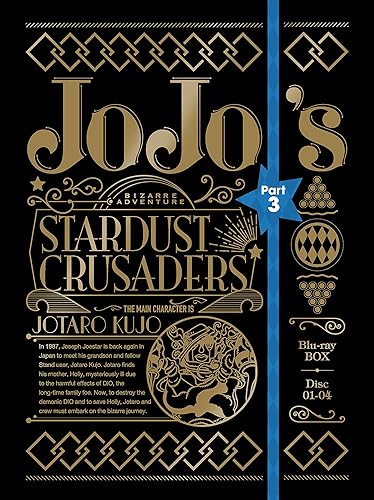 JoJo's
BIZARRE
ADVENTURE
Part
3
STARDUST
CRUSADERS
THE MAIN CHARACTER IS
JOTARO KUJO
In 1987, Joseph Joestar is back again in
Japan to meet his grandson and fellow
Stand user, Jotaro Kujo. Jotaro finds
his mother, Holly, mysteriously ill due
to the harmful effects of DIO, the
long-time family foe. Now, to destroy the
demonic DIO and to save Holly, Jotaro and
crew must embark on the bizarre journey.
Blu-ray
BOX
Disc
01-04